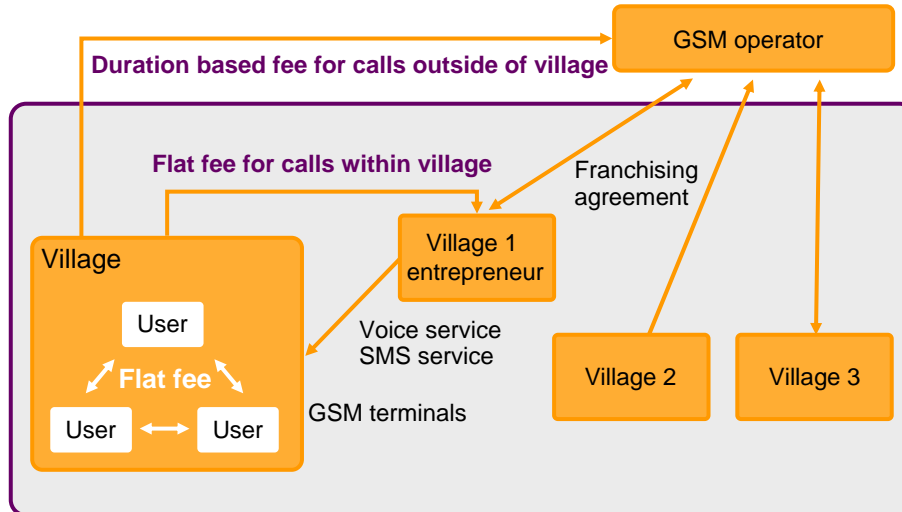 GSM operator
Duration based fee for calls outside of village
Flat fee for calls within village
Franchising
agreement
Village 1
entrepreneur
Village
User
Flat fee
User
User
Voice service
SMS service
GSM terminals
Village 2
Village 3